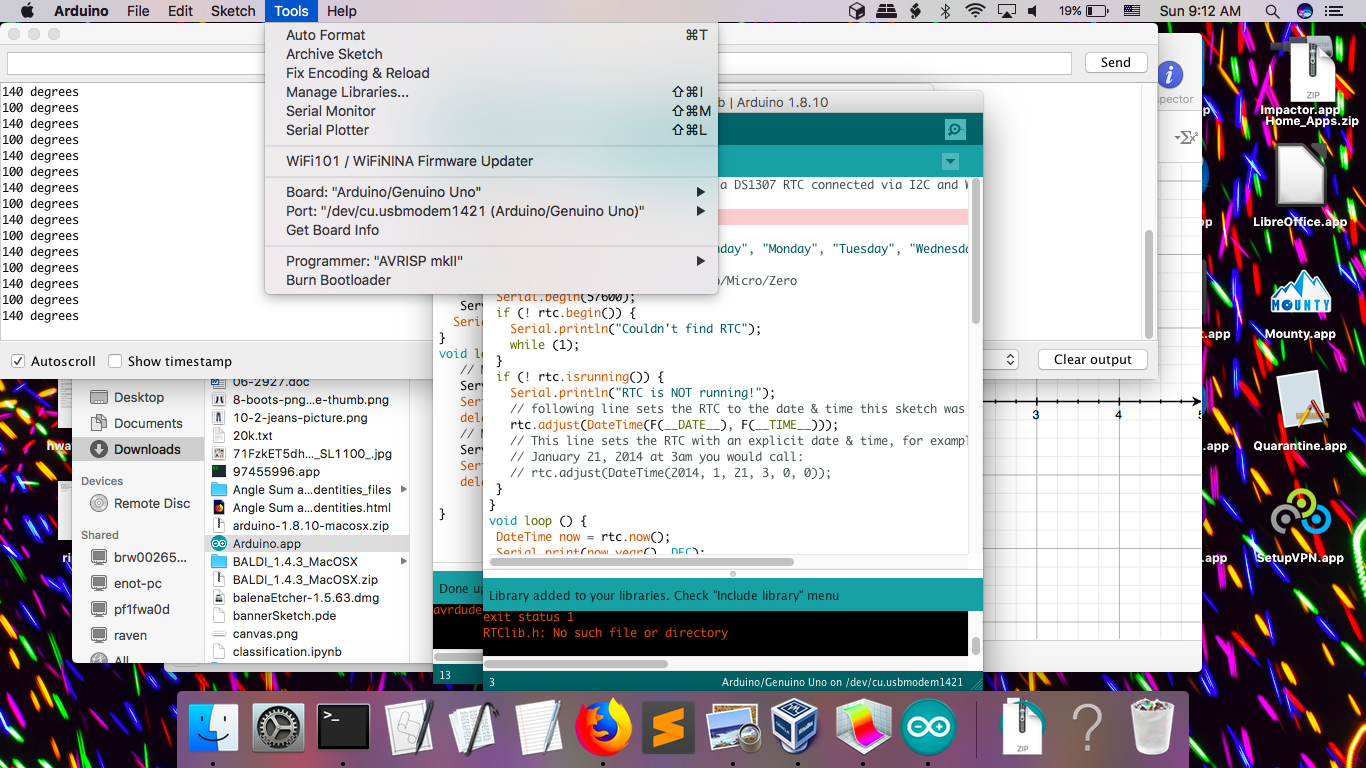 Arduino File Edit Sketch Tools Help 19% Sun 9:12 AM
Auto Format ⌘T
Archive Sketch
Fix Encoding & Reload
Manage Libraries... ⇧⌘I
Serial Monitor ⇧⌘M
Serial Plotter ⇧⌘L
WiFi101 / WiFiNINA Firmware Updater
Board: "Arduino/Genuino Uno"
Port: "/dev/cu.usbmodem1421 (Arduino/Genuino Uno)"
Get Board Info
Programmer: "AVRISP mkII"
Burn Bootloader
Send
140 degrees
100 degrees
140 degrees
100 degrees
140 degrees
100 degrees
140 degrees
100 degrees
140 degrees
100 degrees
140 degrees
100 degrees
140 degrees
100 degrees
140 degrees
Autoscroll
Show timestamp
Clear output
b | Arduino 1.8.10
a DS1307 RTC connected via I2C and W
day", "Monday", "Tuesday", "Wednesda
/Micro/Zero
Serial.begin(57600);
if (! rtc.begin()) {
Serial.println("Couldn't find RTC");
while (1);
}
if (! rtc.isrunning()) {
Serial.println("RTC is NOT running!");
// following line sets the RTC to the date & time this sketch was
rtc.adjust(DateTime(F(__DATE__), F(__TIME__)));
// This line sets the RTC with an explicit date & time, for exampl
// January 21, 2014 at 3am you would call:
// rtc.adjust(DateTime(2014, 1, 21, 3, 0, 0));
}
}
void loop () {
DateTime now = rtc.now();
Serial.print(now.year(), DEC);
Library added to your libraries. Check "Include library" menu
exit status 1
RTClib.h: No such file or directory
3
Arduino/Genuino Uno on /dev/cu.usbmodem1421
Serv
Seri
}
void lo
// M
Serv
Seri
del
// M
Serv
Seri
del
}
Done up
avrdude
13
Desktop
Documents
Downloads
Devices
Remote Disc
Shared
brw00265...
enot-pc
pf1fwa0d
raven
All
U6-2927.doc
8-boots-png...e-thumb.png
10-2-jeans-picture.png
20k.txt
71FzkET5dh..._SL1100_.jpg
97455996.app
Angle Sum a...dentities_files
Angle Sum a...dentities.html
arduino-1.8.10-macosx.zip
Arduino.app
BALDI_1.4.3_MacOSX
BALDI_1.4.3_MacOSX.zip
balenaEtcher-1.5.63.dmg
bannerSketch.pde
canvas.png
classification.ipynb
hwa
ri
spector
3 4 5
ZIP
Impactor.app
Home_Apps.zip
LibreOffice.app
MOUNTY
Mounty.app
Quarantine.app
SetupVPN.app
ZIP